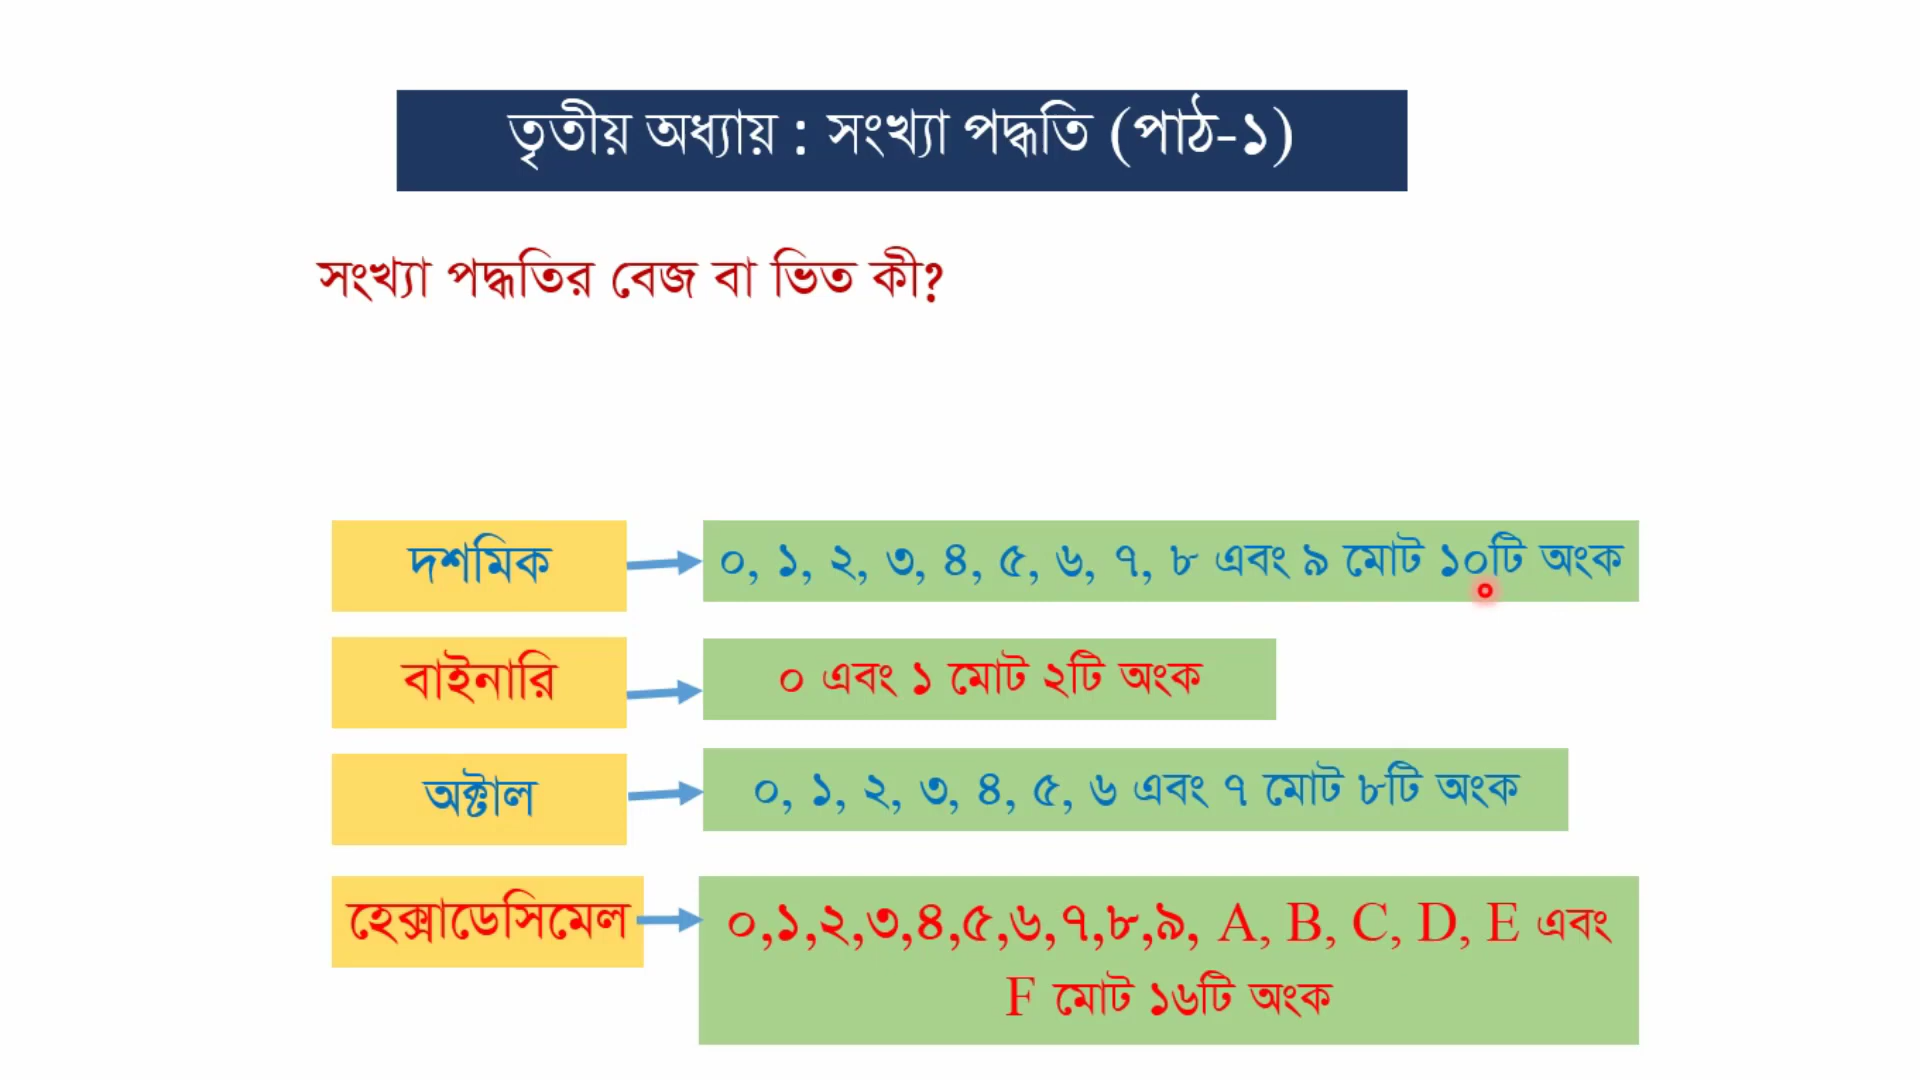 তৃতীয় অধ্যায় : সংখ্যা পদ্ধতি (পাঠ-১)
সংখ্যা পদ্ধতির বেজ বা ভিত কী?
দশমিক
০, ১, ২, ৩, ৪, ৫, ৬, ৭, ৮ এবং ৯ মোট ১০টি অংক
বাইনারি
০ এবং ১ মোট ২টি অংক
অক্টাল
০, ১, ২, ৩, ৪, ৫, ৬ এবং ৭ মোট ৮টি অংক
হেক্সাডেসিমেল
০,১,২,৩,৪,৫,৬,৭,৮,৯, A, B, C, D, E এবং
F মোট ১৬টি অংক